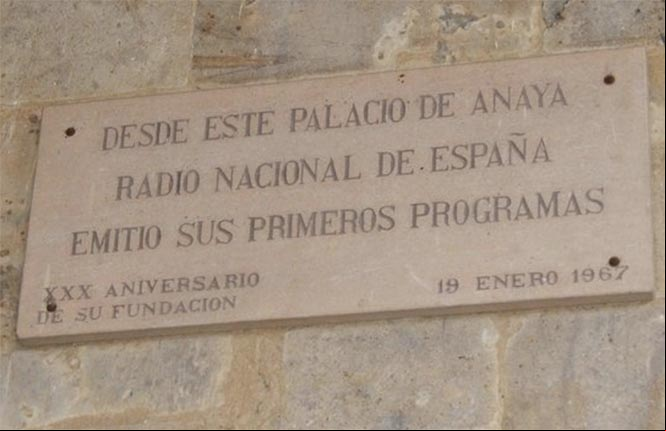 DESDE ESTE PALACIO DE ANAYA
RADIO NACIONAL DE ESPAÑA
EMITIO SUS PRIMEROS PROGRAMAS
XXX ANIVERSARIO
DE SU FUNDACION
19 ENERO 1967